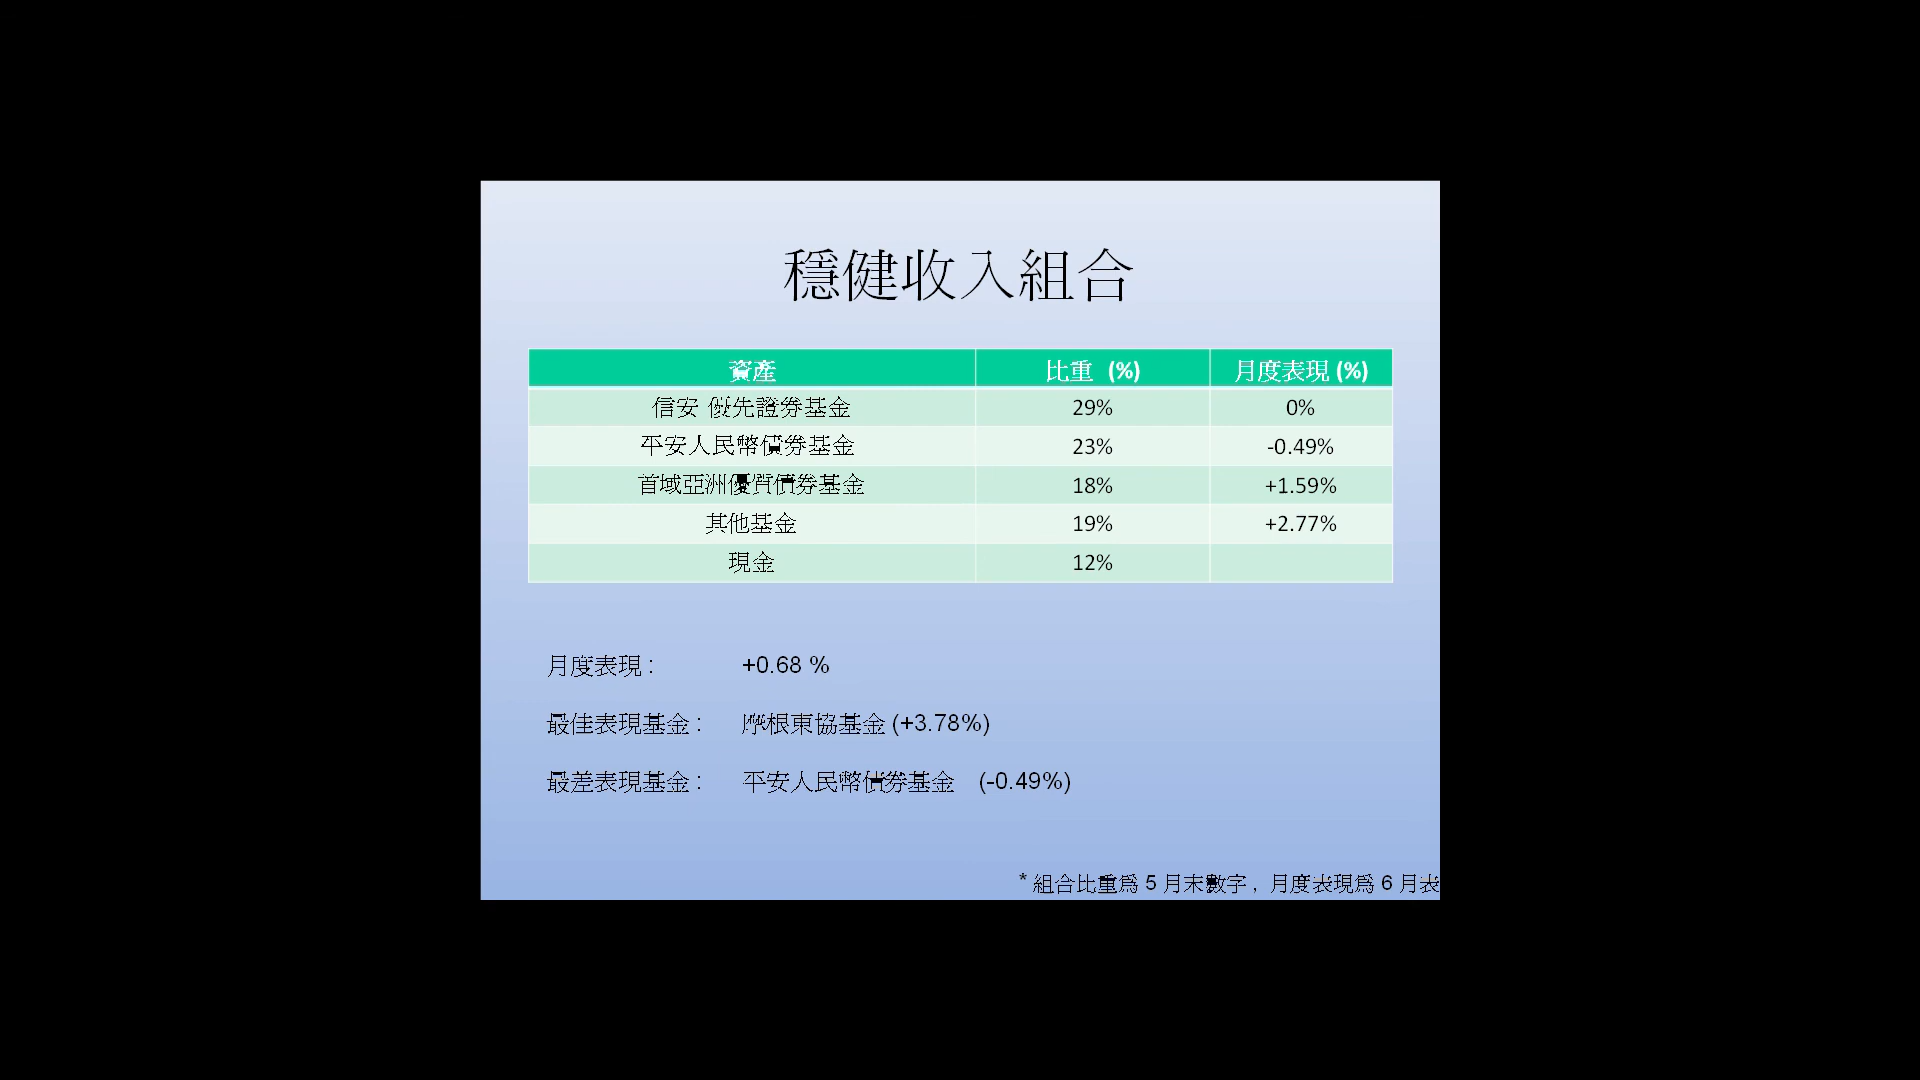 穩健收入組合
資產 比重 (%) 月度表現 (%)
信安 優先證券基金 29% 0%
平安人民幣債券基金 23% -0.49%
首域亞洲優質債券基金 18% +1.59%
其他基金 19% +2.77%
現金 12%
月度表現 : +0.68 %
最佳表現基金 : 摩根東協基金 (+3.78%)
最差表現基金 : 平安人民幣債券基金 (-0.49%)
* 組合比重爲 5 月末數字 , 月度表現爲 6 月表